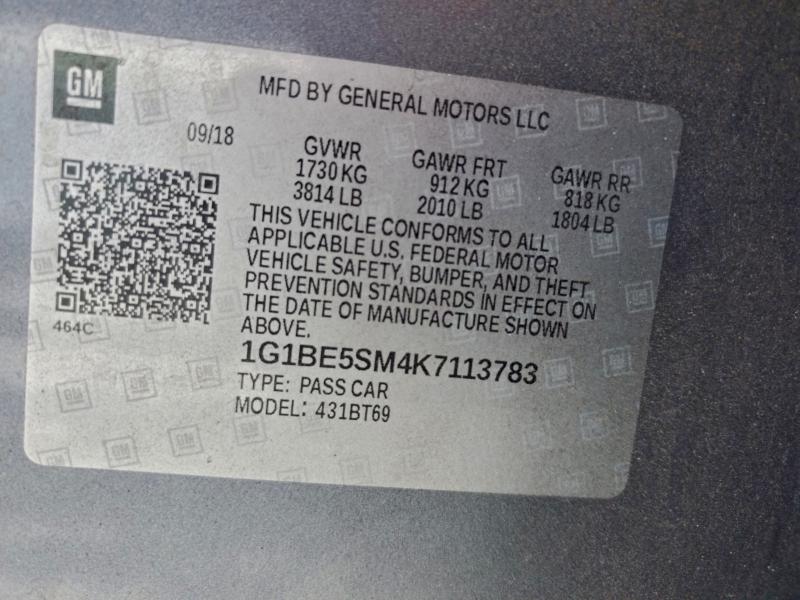 GM
MFD BY GENERAL MOTORS LLC
09/18
GVWR
1730 KG
3814 LB
GAWR FRT
912 KG
2010 LB
GAWR RR
818 KG
1804 LB
THIS VEHICLE CONFORMS TO ALL
APPLICABLE U.S. FEDERAL MOTOR
VEHICLE SAFETY, BUMPER, AND THEFT
PREVENTION STANDARDS IN EFFECT ON
THE DATE OF MANUFACTURE SHOWN
ABOVE.
464C
1G1BE5SM4K7113783
TYPE: PASS CAR
MODEL: 431BT69